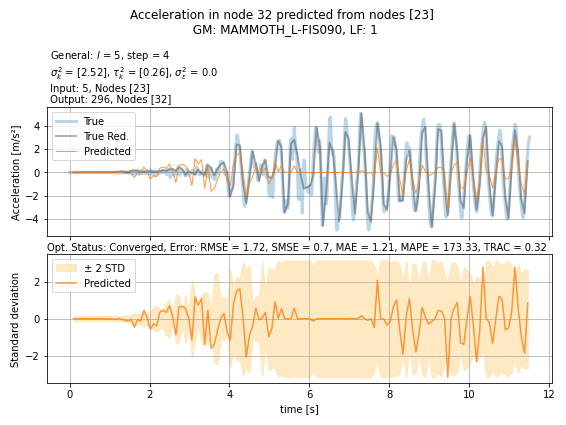 Acceleration in node 32 predicted from nodes [23]
GM: MAMMOTH_L-FIS090, LF: 1
General: l = 5, step = 4
σ²ₖ = [2.52], τ²ₖ = [0.26], σ²ε = 0.0
Input: 5, Nodes [23]
Output: 296, Nodes [32]
True
True Red.
Predicted
Acceleration [m/s²]
4
2
0
−2
−4
Opt. Status: Converged, Error: RMSE = 1.72, SMSE = 0.7, MAE = 1.21, MAPE = 173.33, TRAC = 0.32
± 2 STD
Predicted
Standard deviation
2
0
−2
0 2 4 6 8 10 12
time [s]